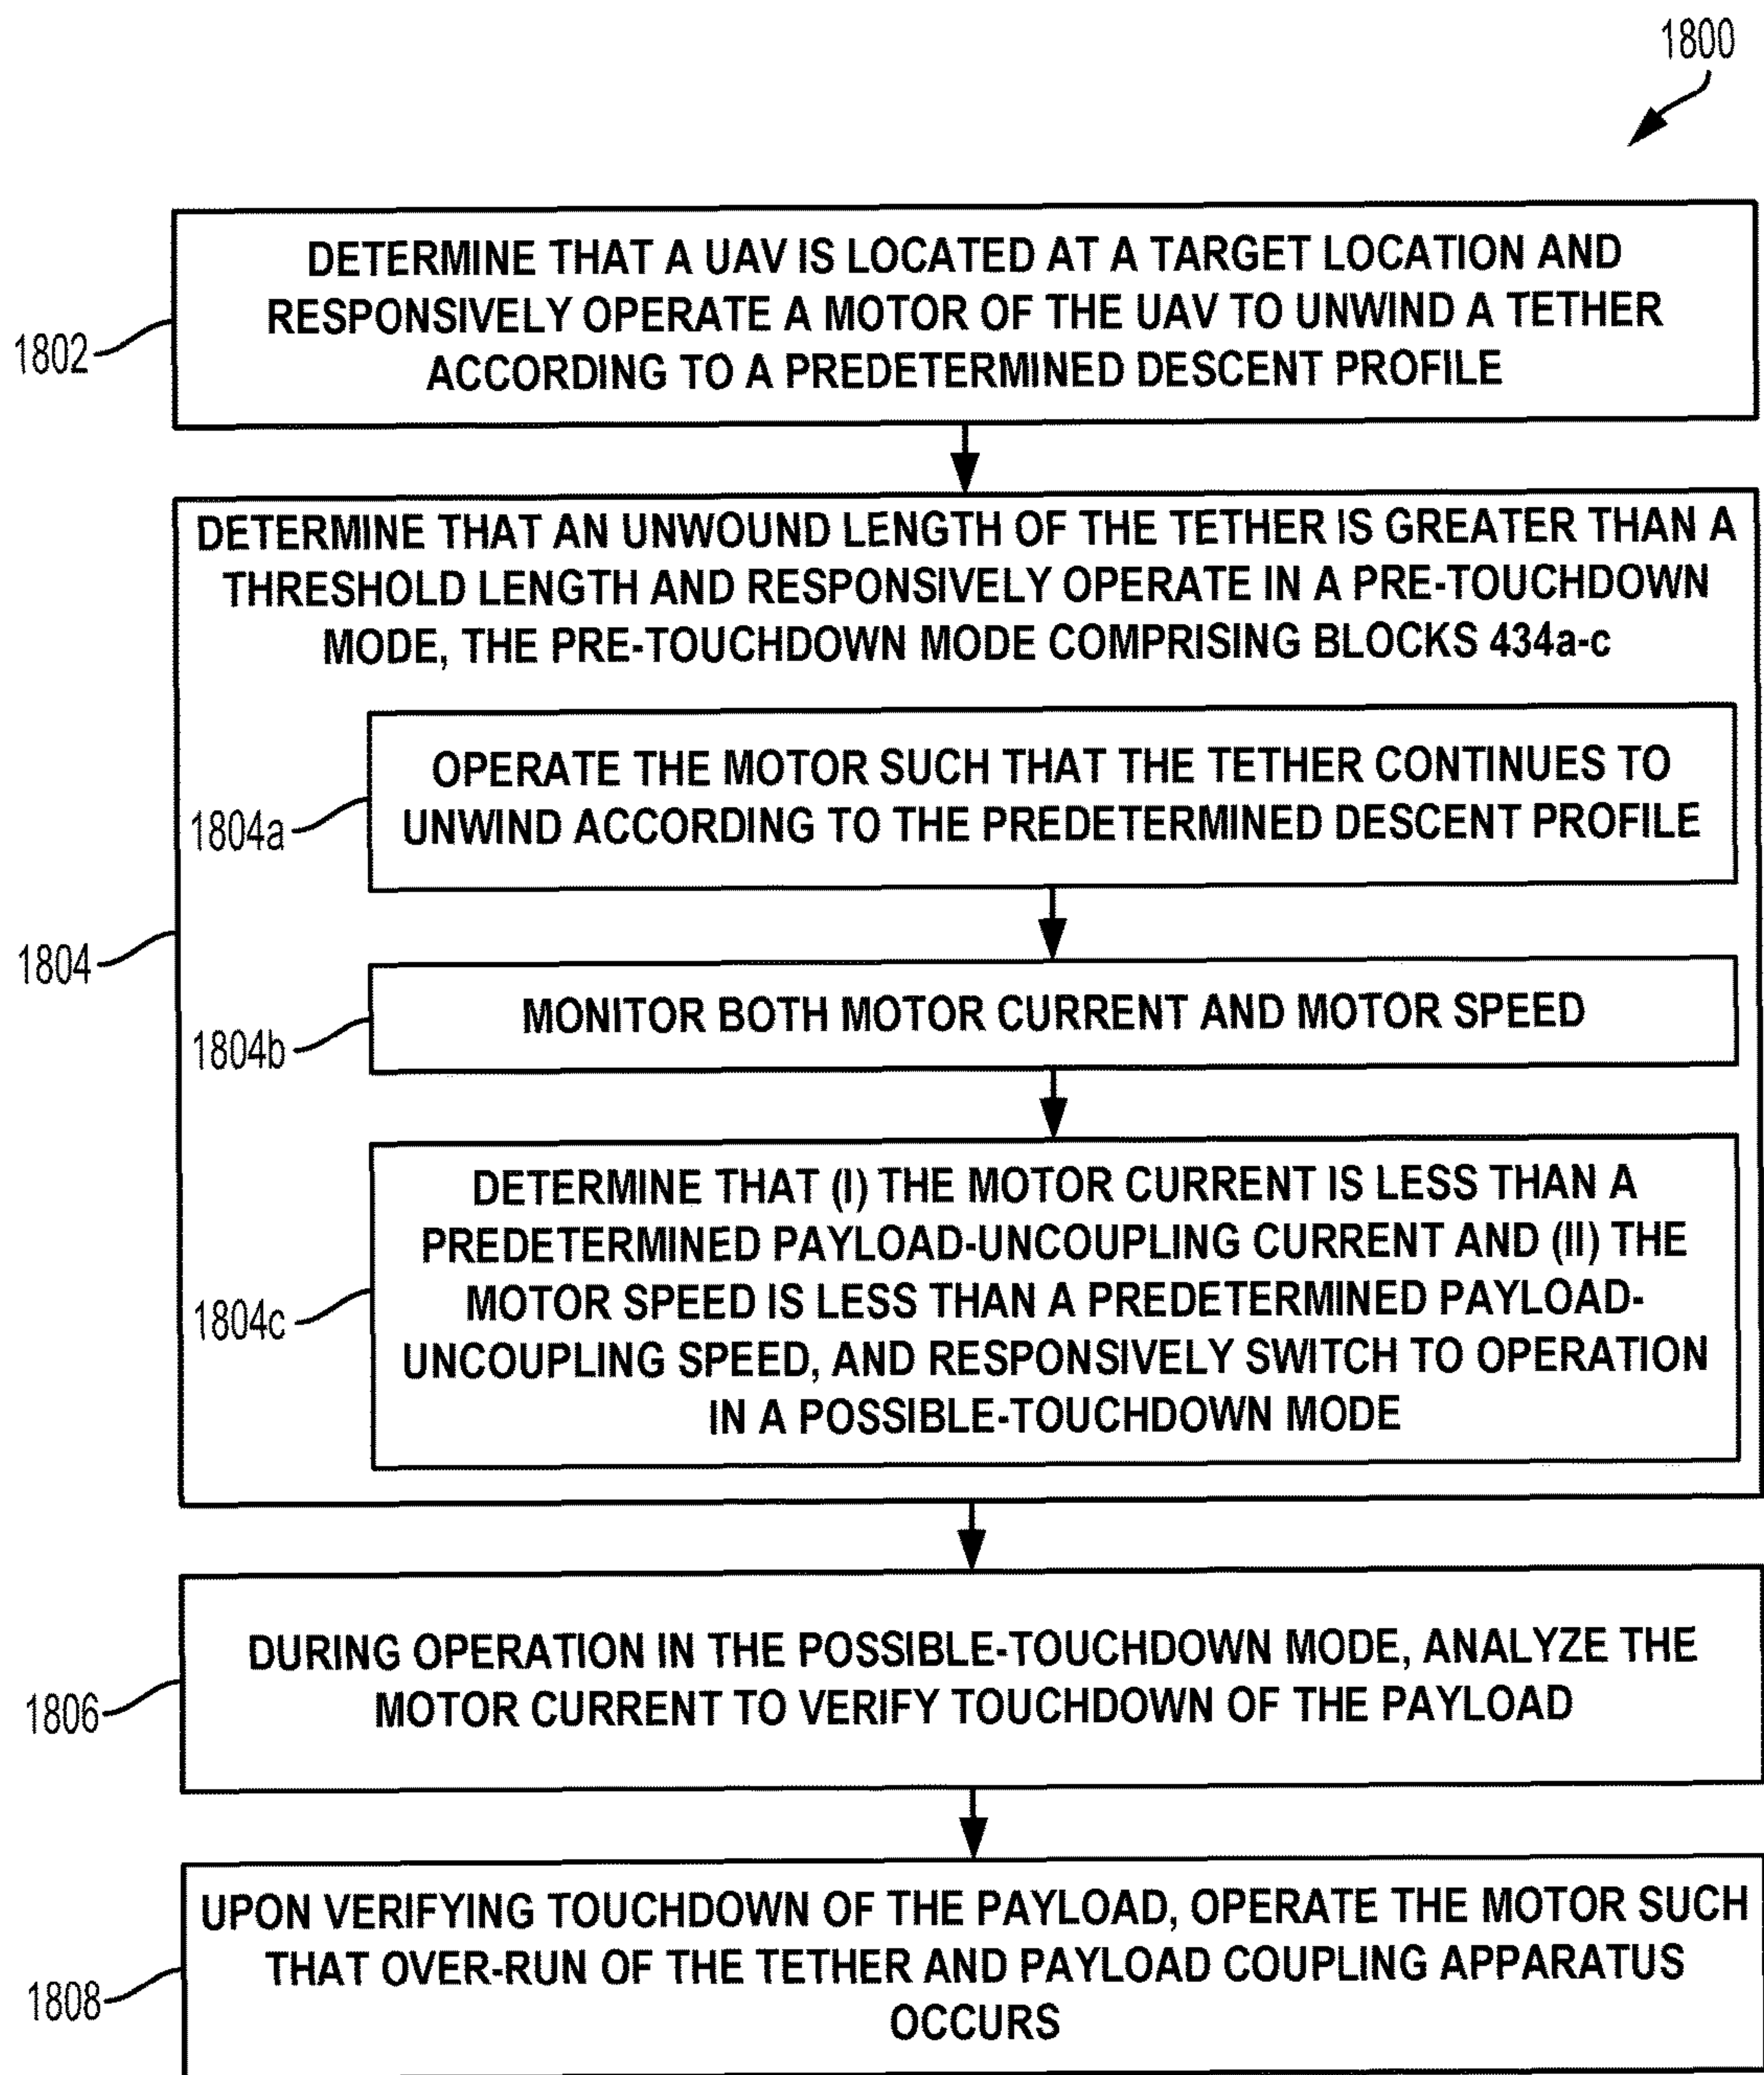 1800
1802
DETERMINE THAT A UAV IS LOCATED AT A TARGET LOCATION AND
RESPONSIVELY OPERATE A MOTOR OF THE UAV TO UNWIND A TETHER
ACCORDING TO A PREDETERMINED DESCENT PROFILE
1804
DETERMINE THAT AN UNWOUND LENGTH OF THE TETHER IS GREATER THAN A
THRESHOLD LENGTH AND RESPONSIVELY OPERATE IN A PRE-TOUCHDOWN
MODE, THE PRE-TOUCHDOWN MODE COMPRISING BLOCKS 434a-c
1804a
OPERATE THE MOTOR SUCH THAT THE TETHER CONTINUES TO
UNWIND ACCORDING TO THE PREDETERMINED DESCENT PROFILE
1804b
MONITOR BOTH MOTOR CURRENT AND MOTOR SPEED
1804c
DETERMINE THAT (I) THE MOTOR CURRENT IS LESS THAN A
PREDETERMINED PAYLOAD-UNCOUPLING CURRENT AND (II) THE
MOTOR SPEED IS LESS THAN A PREDETERMINED PAYLOAD-
UNCOUPLING SPEED, AND RESPONSIVELY SWITCH TO OPERATION
IN A POSSIBLE-TOUCHDOWN MODE
1806
DURING OPERATION IN THE POSSIBLE-TOUCHDOWN MODE, ANALYZE THE
MOTOR CURRENT TO VERIFY TOUCHDOWN OF THE PAYLOAD
1808
UPON VERIFYING TOUCHDOWN OF THE PAYLOAD, OPERATE THE MOTOR SUCH
THAT OVER-RUN OF THE TETHER AND PAYLOAD COUPLING APPARATUS
OCCURS